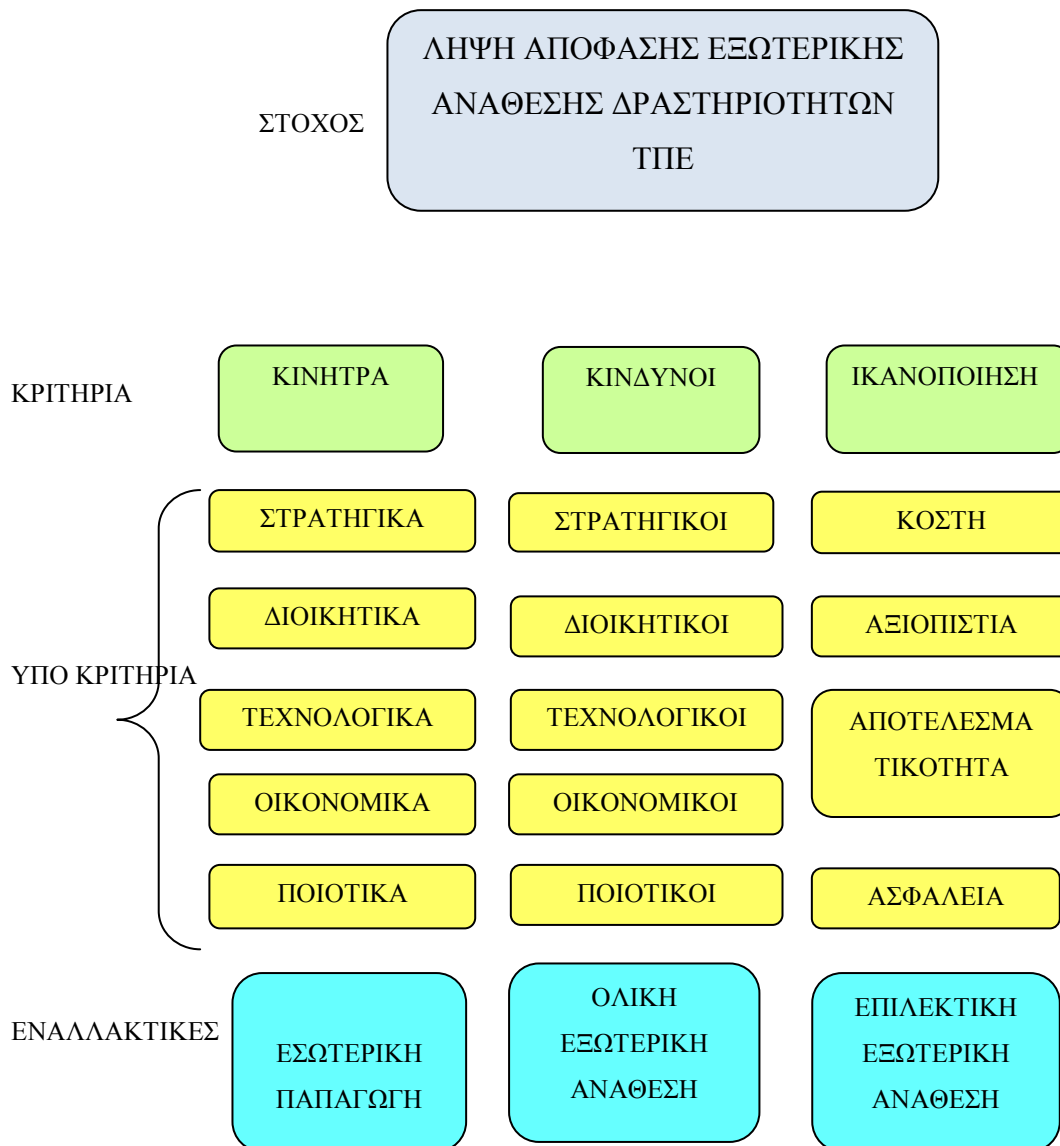 ΛΗΨΗ ΑΠΟΦΑΣΗΣ ΕΞΩΤΕΡΙΚΗΣ
ΑΝΑΘΕΣΗΣ ΔΡΑΣΤΗΡΙΟΤΗΤΩΝ
ΤΠΕ
ΣΤΟΧΟΣ
ΚΡΙΤΗΡΙΑ
ΚΙΝΗΤΡΑ
ΚΙΝΔΥΝΟΙ
ΙΚΑΝΟΠΟΙΗΣΗ
ΥΠΟ ΚΡΙΤΗΡΙΑ
ΣΤΡΑΤΗΓΙΚΑ
ΣΤΡΑΤΗΓΙΚΟΙ
ΚΟΣΤΗ
ΔΙΟΙΚΗΤΙΚΑ
ΔΙΟΙΚΗΤΙΚΟΙ
ΑΞΙΟΠΙΣΤΙΑ
ΤΕΧΝΟΛΟΓΙΚΑ
ΤΕΧΝΟΛΟΓΙΚΟΙ
ΑΠΟΤΕΛΕΣΜΑ
ΤΙΚΟΤΗΤΑ
ΟΙΚΟΝΟΜΙΚΑ
ΟΙΚΟΝΟΜΙΚΟΙ
ΠΟΙΟΤΙΚΑ
ΠΟΙΟΤΙΚΟΙ
ΑΣΦΑΛΕΙΑ
ΕΝΑΛΛΑΚΤΙΚΕΣ
ΕΣΩΤΕΡΙΚΗ
ΠΑΠΑΓΩΓΗ
ΟΛΙΚΗ
ΕΞΩΤΕΡΙΚΗ
ΑΝΑΘΕΣΗ
ΕΠΙΛΕΚΤΙΚΗ
ΕΞΩΤΕΡΙΚΗ
ΑΝΑΘΕΣΗ